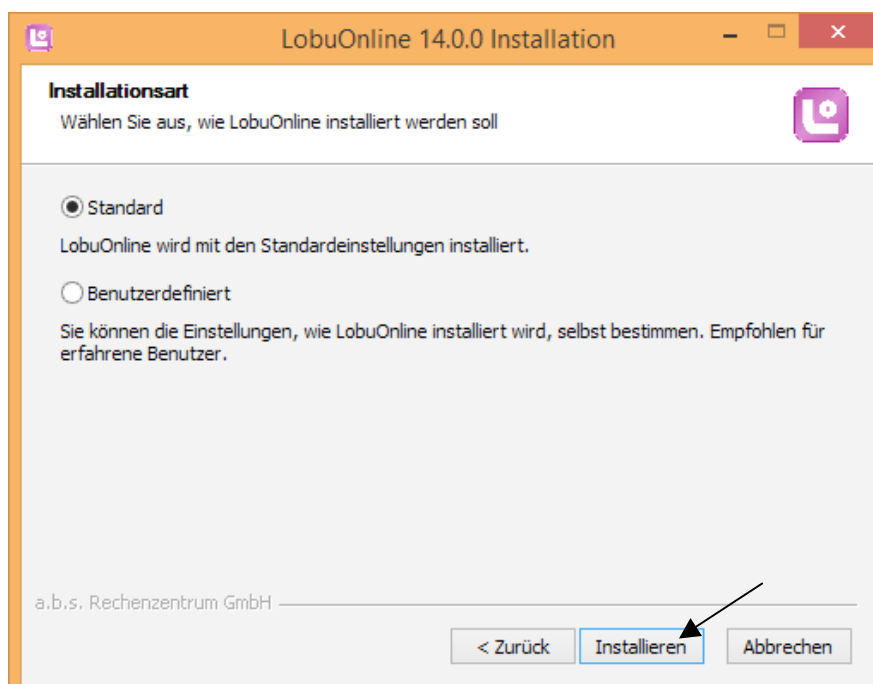 LobuOnline 14.0.0 Installation
Installationsart
Wählen Sie aus, wie LobuOnline installiert werden soll
Standard
LobuOnline wird mit den Standardeinstellungen installiert.
Benutzerdefiniert
Sie können die Einstellungen, wie LobuOnline installiert wird, selbst bestimmen. Empfohlen für
erfahrene Benutzer.
a.b.s. Rechenzentrum GmbH
< Zurück Installieren Abbrechen